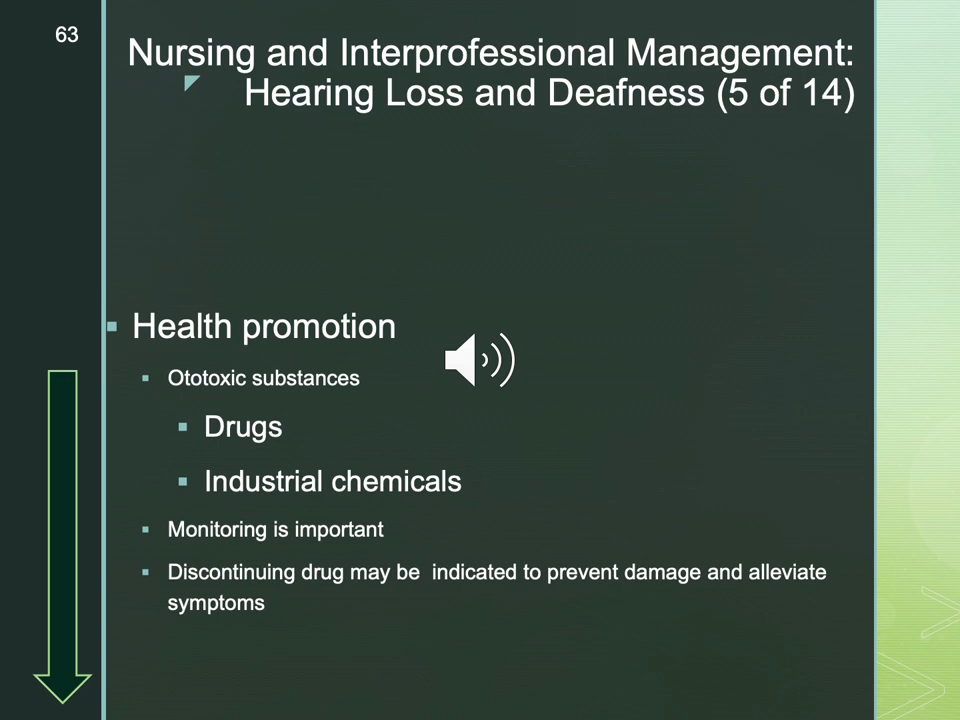 63
Nursing and Interprofessional Management:
Hearing Loss and Deafness (5 of 14)
▪ Health promotion
▪ Ototoxic substances
▪ Drugs
▪ Industrial chemicals
▪ Monitoring is important
▪ Discontinuing drug may be  indicated to prevent damage and alleviate
symptoms